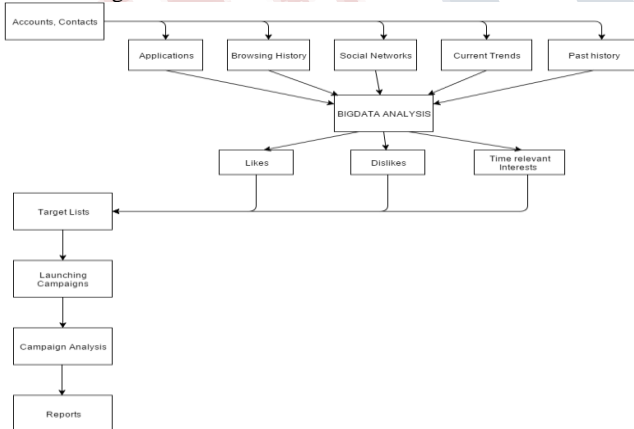 Accounts, Contacts
Applications
Browsing History
Social Networks
Current Trends
Past history
BIGDATA ANALYSIS
Likes
Dislikes
Time relevant
Interests
Target Lists
Launching
Campaigns
Campaign Analysis
Reports